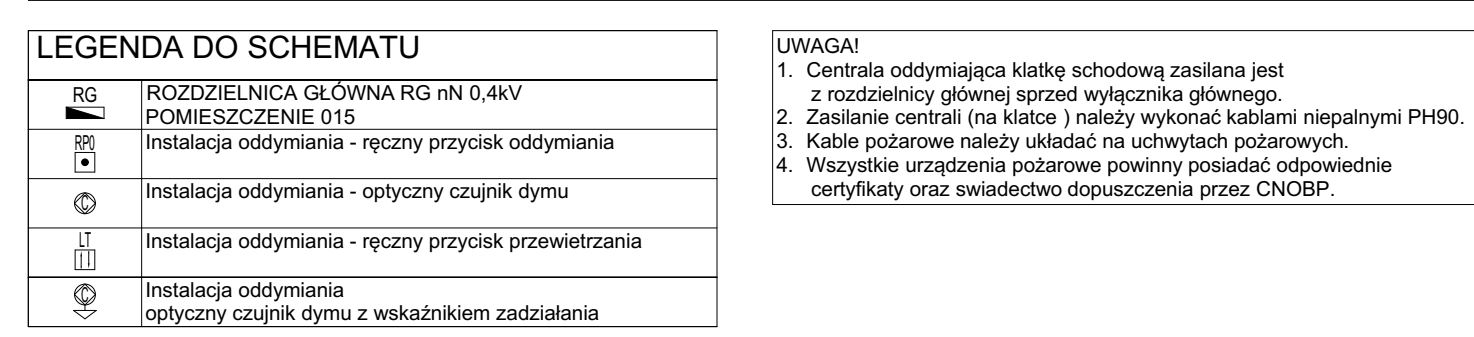 LEGENDA DO SCHEMATU
RG
ROZDZIELNICA GŁÓWNA RG nN 0,4kV
POMIESZCZENIE 015
RPO
Instalacja oddymiania - ręczny przycisk oddymiania
C
Instalacja oddymiania - optyczny czujnik dymu
LT
Instalacja oddymiania - ręczny przycisk przewietrzania
C
Instalacja oddymiania
optyczny czujnik dymu z wskaźnikiem zadziałania
UWAGA!
1. Centrala oddymiająca klatkę schodową zasilana jest
z rozdzielnicy głównej sprzed wyłącznika głównego.
2. Zasilanie centrali (na klatce ) należy wykonać kablami niepalnymi PH90.
3. Kable pożarowe należy układać na uchwytach pożarowych.
4. Wszystkie urządzenia pożarowe powinny posiadać odpowiednie
certyfikaty oraz swiadectwo dopuszczenia przez CNOBP.